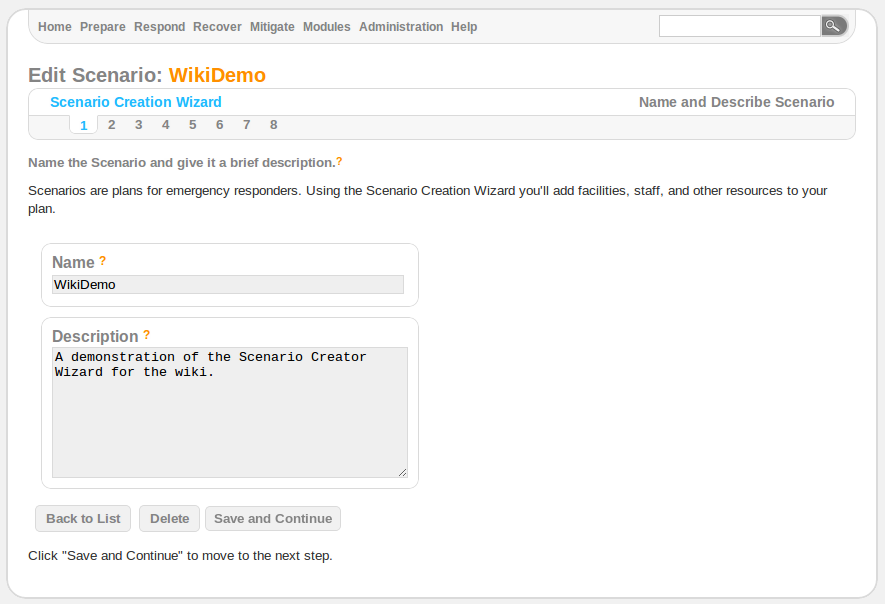 Home Prepare Respond Recover Mitigate Modules Administration Help
Edit Scenario: WikiDemo
Scenario Creation Wizard Name and Describe Scenario
1 2 3 4 5 6 7 8
Name the Scenario and give it a brief description.?
Scenarios are plans for emergency responders. Using the Scenario Creation Wizard you'll add facilities, staff, and other resources to your
plan.
Name ?
WikiDemo
Description ?
A demonstration of the Scenario Creator
Wizard for the wiki.
Back to List Delete Save and Continue
Click "Save and Continue" to move to the next step.